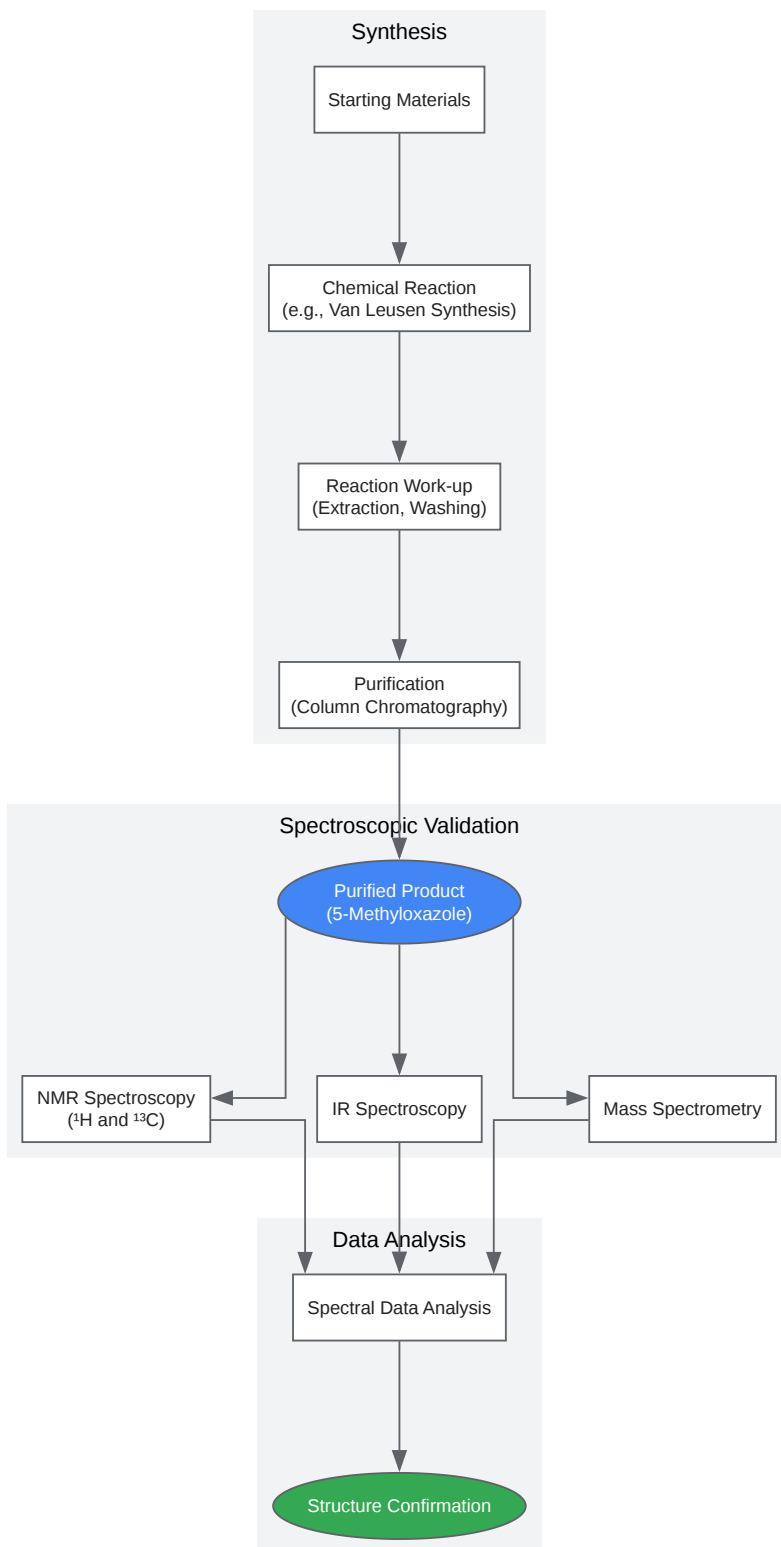 Synthesis
Starting Materials
Chemical Reaction
(e.g., Van Leusen Synthesis)
Reaction Work-up
(Extraction, Washing)
Purification
(Column Chromatography)
Spectroscopic Validation
Purified Product
(5-Methyloxazole)
NMR Spectroscopy
(¹H and ¹³C)
IR Spectroscopy
Mass Spectrometry
Data Analysis
Spectral Data Analysis
Structure Confirmation